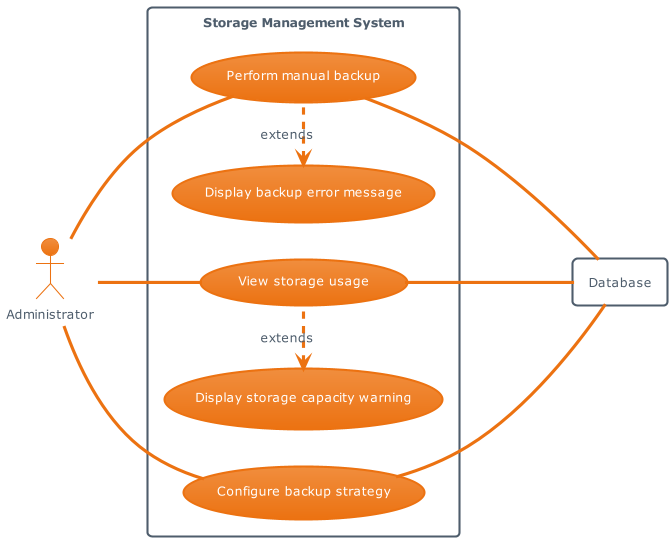 Storage Management System
Perform manual backup
extends
Display backup error message
View storage usage
Database
Administrator
extends
Display storage capacity warning
Configure backup strategy